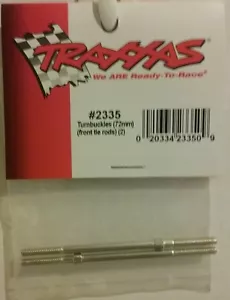 TRAXXAS
We ARE Ready-To-Race®
#2335
Turnbuckles (72mm)
(front tie rods) (2)
0 20334 23350 9